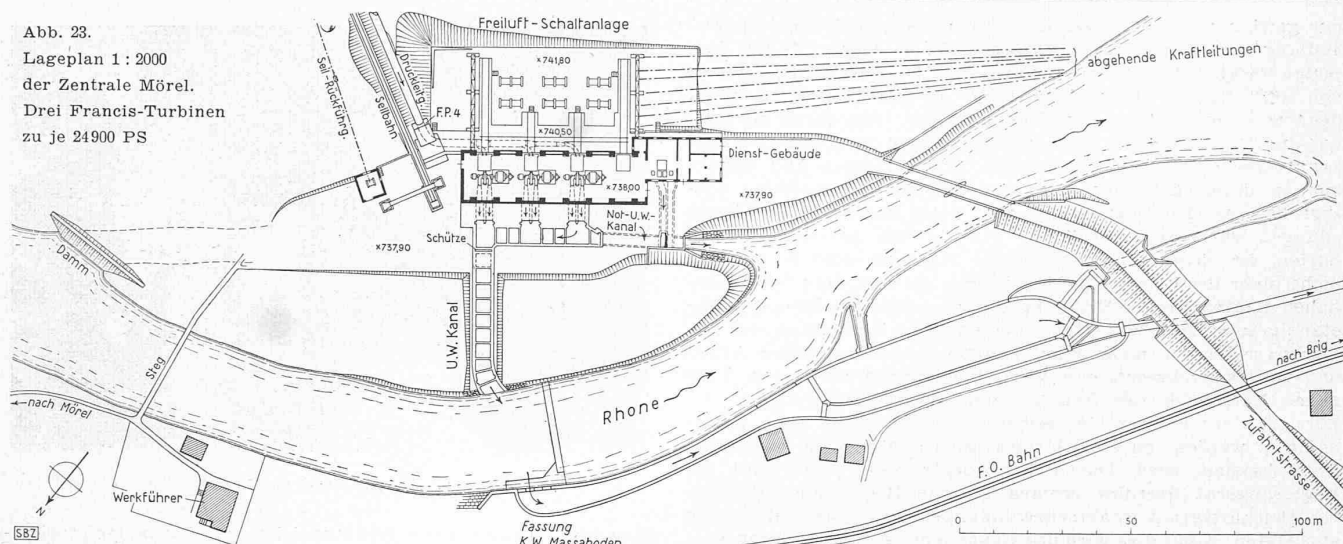 Abb. 23.
Lageplan 1 : 2000
der Zentrale Mörel.
Drei Francis-Turbinen
zu je 24900 PS
Freiluft-Schaltanlage
abgehende Kraftleitungen
Seil-Rückführg.
Seilbahn
Druckleitg.
F.P.4
×741,80
×740,50
×738,00
Dienst-Gebäude
×737,90
Not-U.W.-
Kanal
Schütze
×737,90
Damm
U.W. Kanal
Steg
Rhone
nach Mörel
nach Brig
F. O. Bahn
Zufahrtstrasse
Werkführer
N
Fassung
K.W. Massaboden
0 50 100 m
SBZ